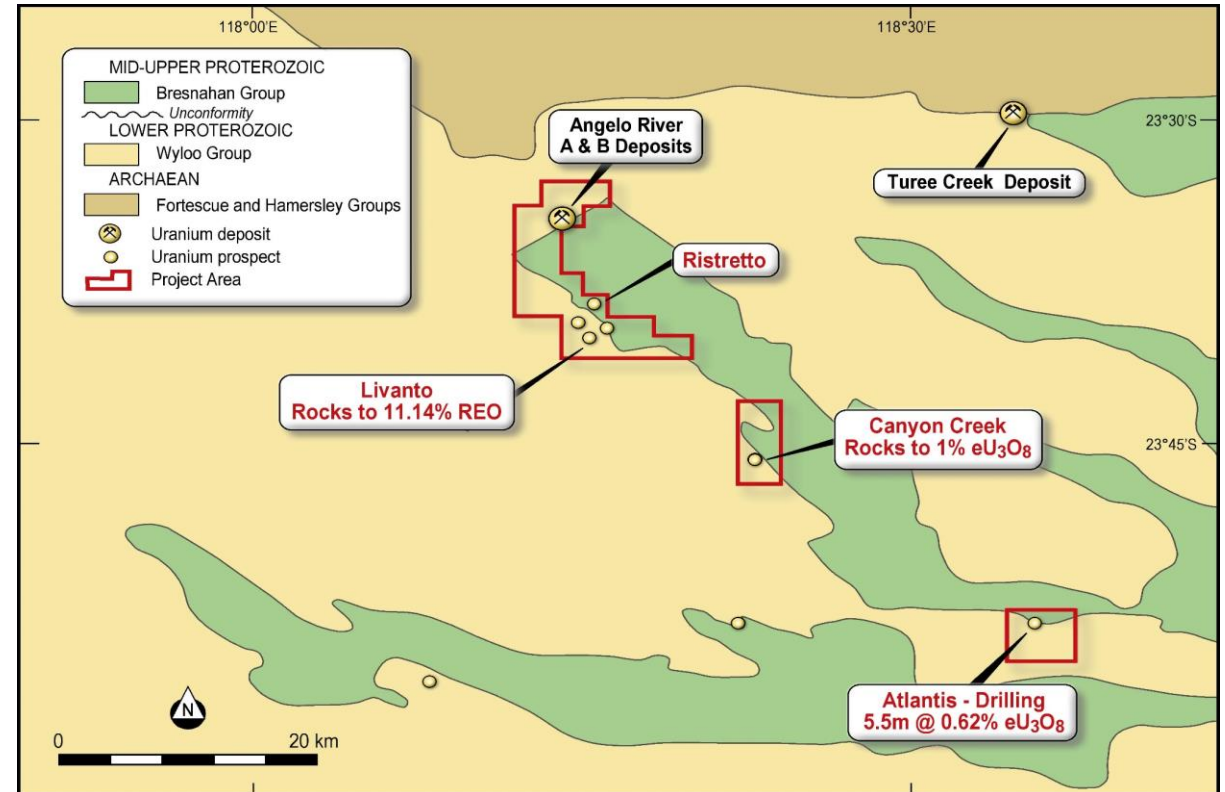 118°00'E
118°30'E
MID-UPPER PROTEROZOIC
Bresnahan Group
Unconformity
LOWER PROTEROZOIC
Wyloo Group
ARCHAEAN
Fortescue and Hamersley Groups
Uranium deposit
Uranium prospect
Project Area
Angelo River
A & B Deposits
23°30'S
Turee Creek Deposit
Ristretto
Livanto
Rocks to 11.14% REO
Canyon Creek
Rocks to 1% eU₃O₈
23°45'S
Atlantis - Drilling
5.5m @ 0.62% eU₃O₈
N
0
20 km